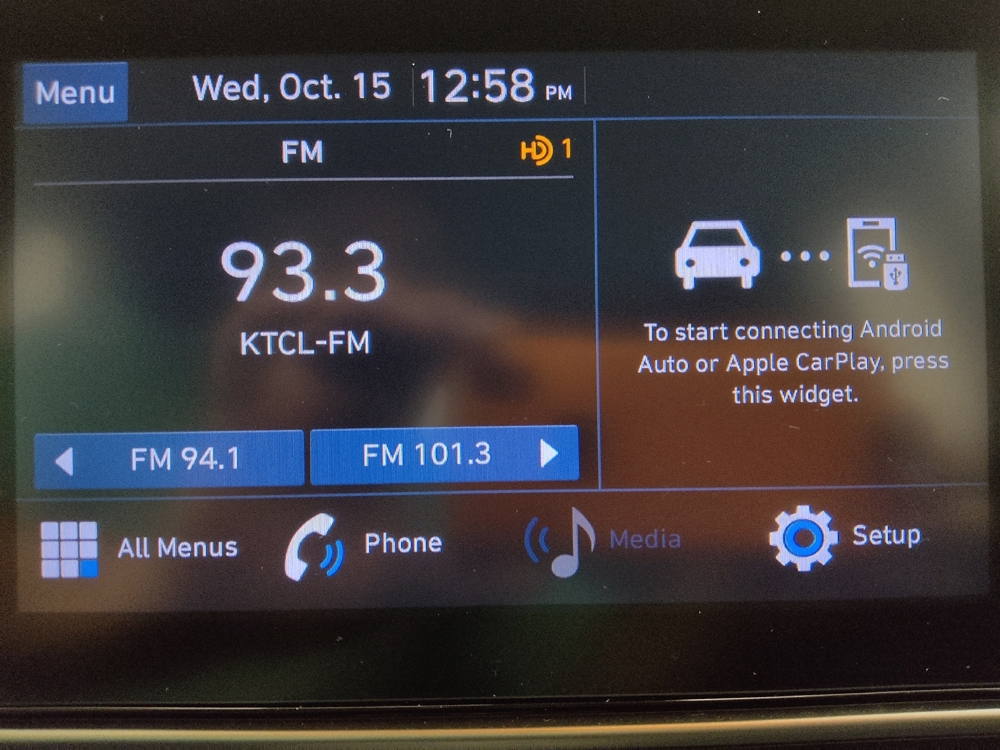 Menu
Wed, Oct. 15
12:58 PM
FM
HD 1
93.3
KTCL-FM
FM 94.1
FM 101.3
To start connecting Android
Auto or Apple CarPlay, press
this widget.
All Menus
Phone
Media
Setup